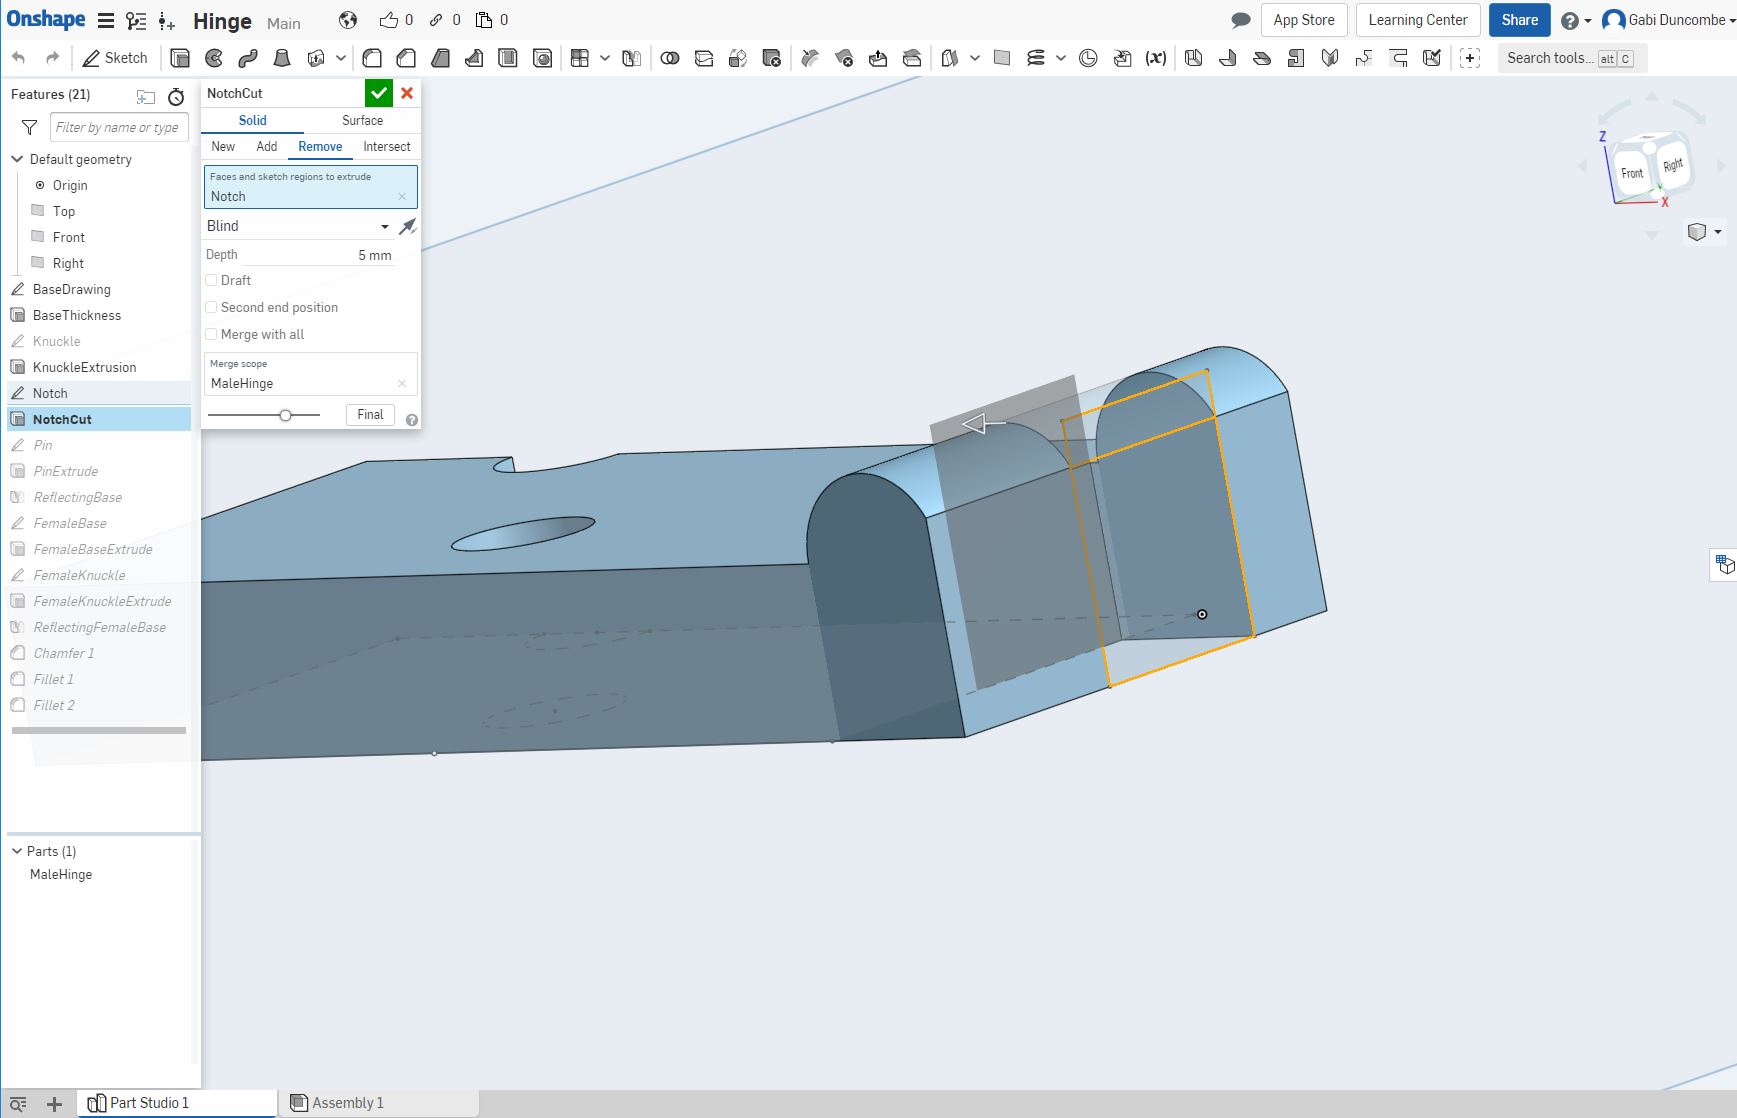 Onshape
Hinge Main
0 0 0
App Store
Learning Center
Share
?
Gabi Duncombe
Sketch
(x)
Search tools... alt C
Features (21)
Filter by name or type
Default geometry
Origin
Top
Front
Right
BaseDrawing
BaseThickness
Knuckle
KnuckleExtrusion
Notch
NotchCut
Pin
PinExtrude
ReflectingBase
FemaleBase
FemaleBaseExtrude
FemaleKnuckle
FemaleKnuckleExtrude
ReflectingFemaleBase
Chamfer 1
Fillet 1
Fillet 2
Parts (1)
MaleHinge
NotchCut
Solid Surface
New Add Remove Intersect
Faces and sketch regions to extrude
Notch
Blind
Depth 5 mm
Draft
Second end position
Merge with all
Merge scope
MaleHinge
Final ?
Z
Front Right
Y
X
Part Studio 1
Assembly 1